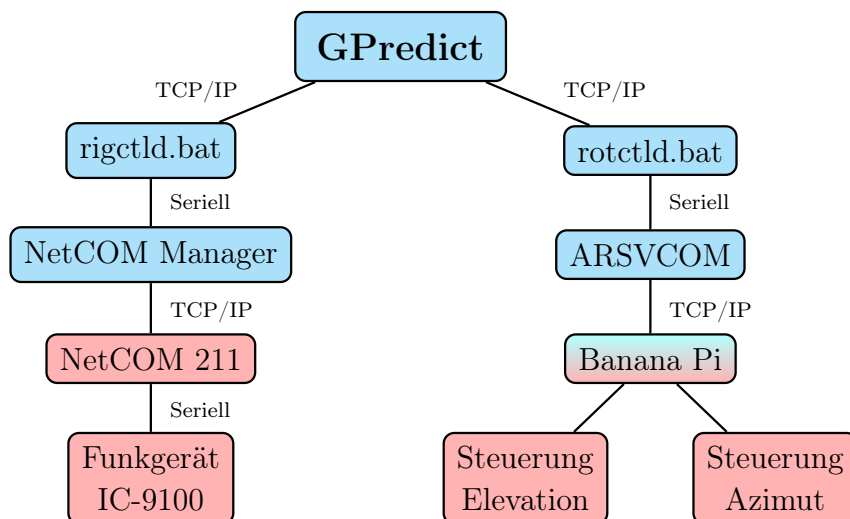 GPredict
TCP/IP
TCP/IP
rigctld.bat
rotctld.bat
Seriell
Seriell
NetCOM Manager
ARSVCOM
TCP/IP
TCP/IP
NetCOM 211
Banana Pi
Seriell
Funkgerät
IC-9100
Steuerung
Elevation
Steuerung
Azimut